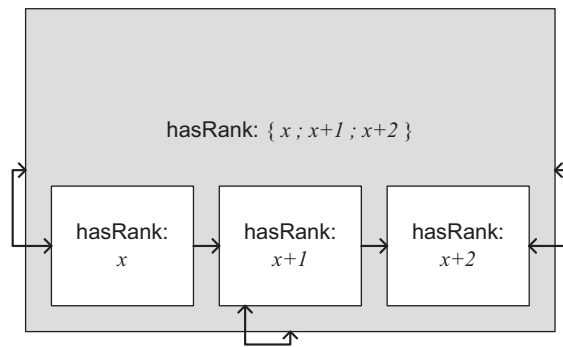 hasRank: { x ; x+1 ; x+2 }
hasRank:
x
hasRank:
x+1
hasRank:
x+2